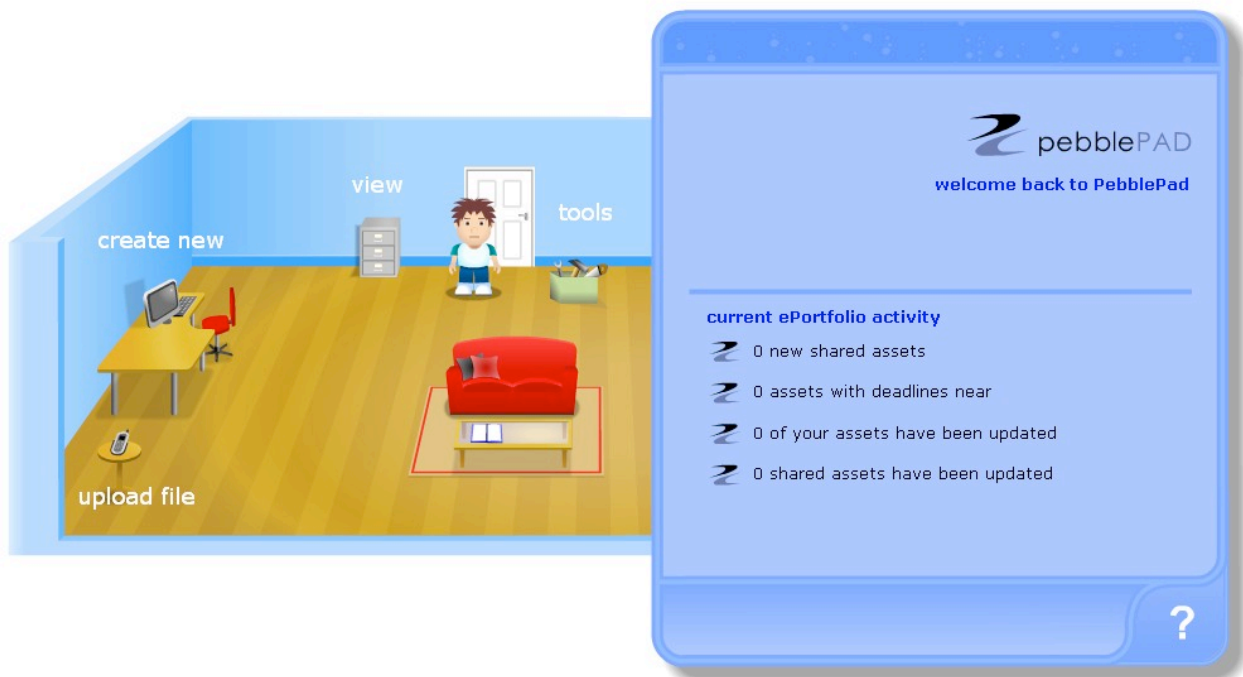 view
tools
create new
upload file
pebblePAD
welcome back to PebblePad
current ePortfolio activity
0 new shared assets
0 assets with deadlines near
0 of your assets have been updated
0 shared assets have been updated
?